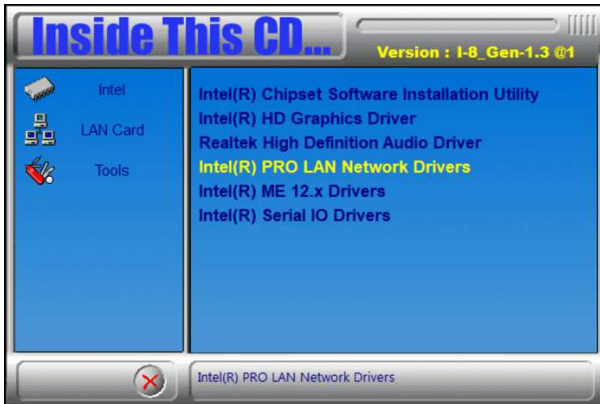 Inside This CD...
Version : I-8_Gen-1.3 @1
Intel
LAN Card
Tools
Intel(R) Chipset Software Installation Utility
Intel(R) HD Graphics Driver
Realtek High Definition Audio Driver
Intel(R) PRO LAN Network Drivers
Intel(R) ME 12.x Drivers
Intel(R) Serial IO Drivers
Intel(R) PRO LAN Network Drivers